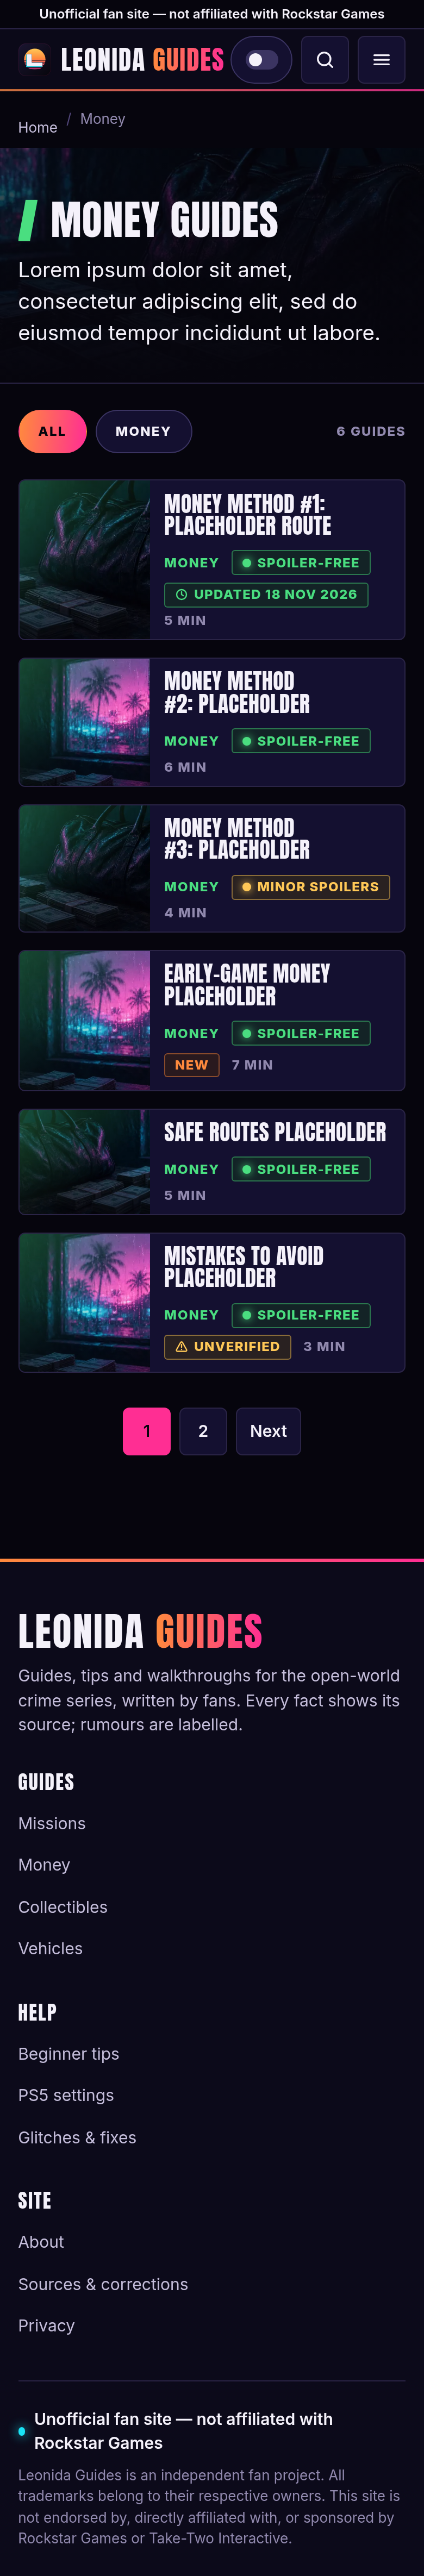 Unofficial fan site — not affiliated with Rockstar Games
LEONIDA GUIDES
Home / Money
MONEY GUIDES
Lorem ipsum dolor sit amet,
consectetur adipiscing elit, sed do
eiusmod tempor incididunt ut labore.
ALL MONEY 6 GUIDES
MONEY METHOD #1:
PLACEHOLDER ROUTE
MONEY SPOILER-FREE
UPDATED 18 NOV 2026
5 MIN
MONEY METHOD
#2: PLACEHOLDER
MONEY SPOILER-FREE
6 MIN
MONEY METHOD
#3: PLACEHOLDER
MONEY MINOR SPOILERS
4 MIN
EARLY-GAME MONEY
PLACEHOLDER
MONEY SPOILER-FREE
NEW 7 MIN
SAFE ROUTES PLACEHOLDER
MONEY SPOILER-FREE
5 MIN
MISTAKES TO AVOID
PLACEHOLDER
MONEY SPOILER-FREE
UNVERIFIED 3 MIN
1 2 Next
LEONIDA GUIDES
Guides, tips and walkthroughs for the open-world
crime series, written by fans. Every fact shows its
source; rumours are labelled.
GUIDES
Missions
Money
Collectibles
Vehicles
HELP
Beginner tips
PS5 settings
Glitches & fixes
SITE
About
Sources & corrections
Privacy
Unofficial fan site — not affiliated with
Rockstar Games
Leonida Guides is an independent fan project. All
trademarks belong to their respective owners. This site is
not endorsed by, directly affiliated with, or sponsored by
Rockstar Games or Take-Two Interactive.